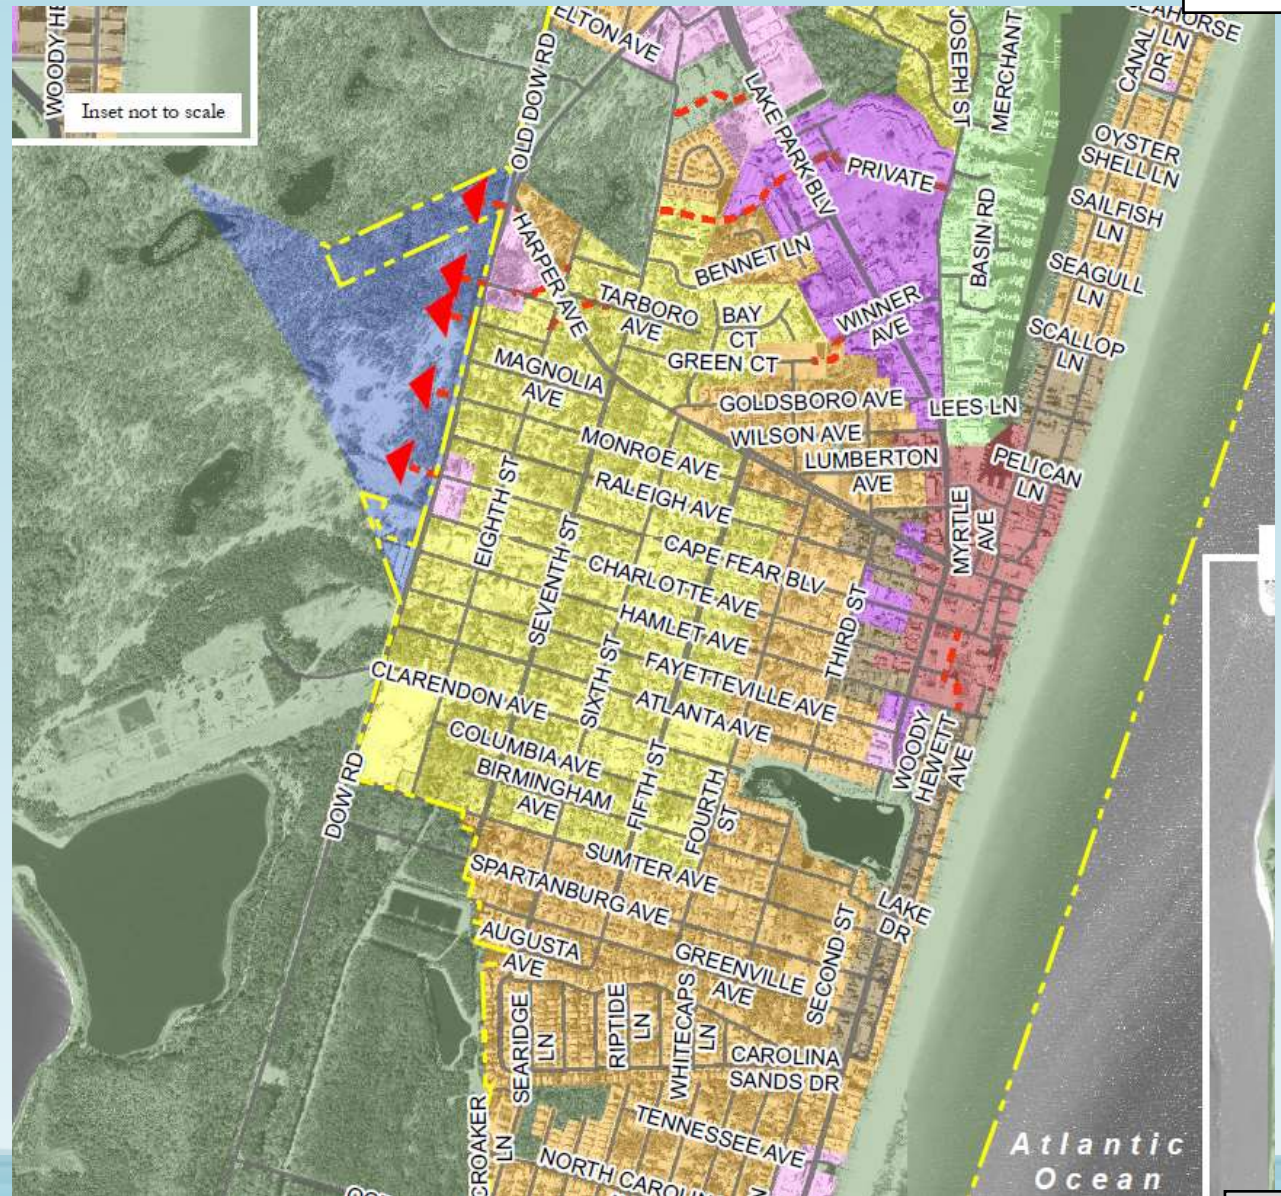 WOODY HE
Inset not to scale
ELTON AVE
OLD DOW RD
LAKE PARK BLV
JOSEPH ST
MERCHANT
CANAL
DR
SEAHORSE
LN
OYSTER
SHELL LN
PRIVATE
SAILFISH
LN
BASIN RD
HARPER AVE
BENNET LN
SEAGULL
LN
TARBORO
AVE
BAY
CT
WINNER
AVE
SCALLOP
LN
MAGNOLIA
AVE
GREEN CT
GOLDSBORO AVE
LEES LN
MONROE AVE
WILSON AVE
LUMBERTON
AVE
PELICAN
LN
EIGHTH ST
RALEIGH AVE
MYRTLE
AVE
SEVENTH ST
CAPE FEAR BLV
CHARLOTTE AVE
HAMLET AVE
THIRD ST
CLARENDON AVE
SIXTH ST
FAYETTEVILLE AVE
ATLANTA AVE
COLUMBIA AVE
WOODY
HEWETT
AVE
BIRMINGHAM
AVE
FIFTH ST
FOURTH
ST
DOW RD
SUMTER AVE
SPARTANBURG AVE
LAKE
DR
AUGUSTA
AVE
GREENVILLE
AVE
SECOND ST
SEARIDGE
LN
RIPTIDE
LN
WHITECAPS
LN
CAROLINA
SANDS DR
CROAKER
LN
TENNESSEE AVE
Atlantic
Ocean
NORTH CAROLIN